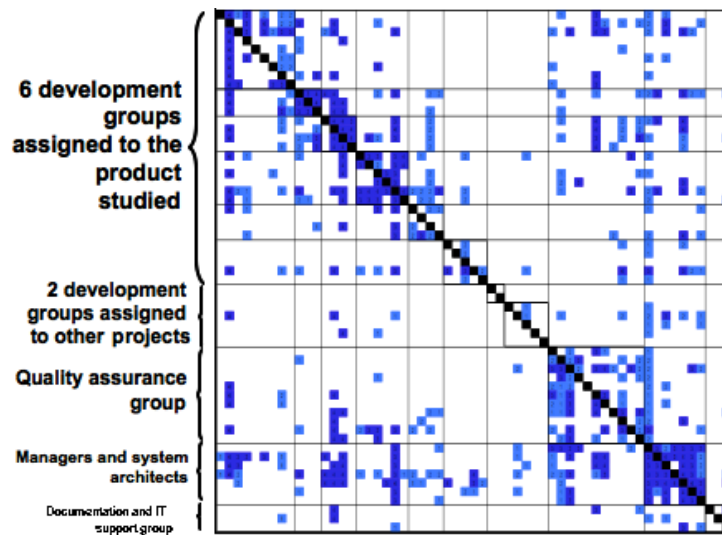 6 development
groups
assigned to the
product
studied
2 development
groups assigned
to other projects
Quality assurance
group
Managers and system
architects
Documentation and IT
support group